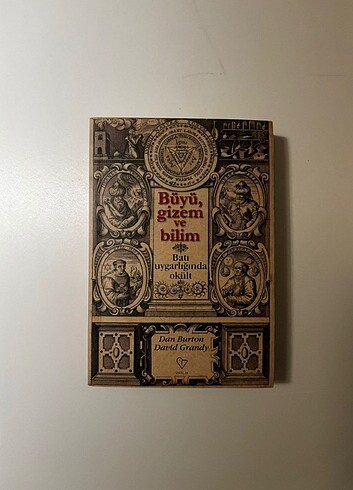 Büyü,
gizem
ve
bilim
Batı
uygarlığında
okült
Dan Burton
David Grandy